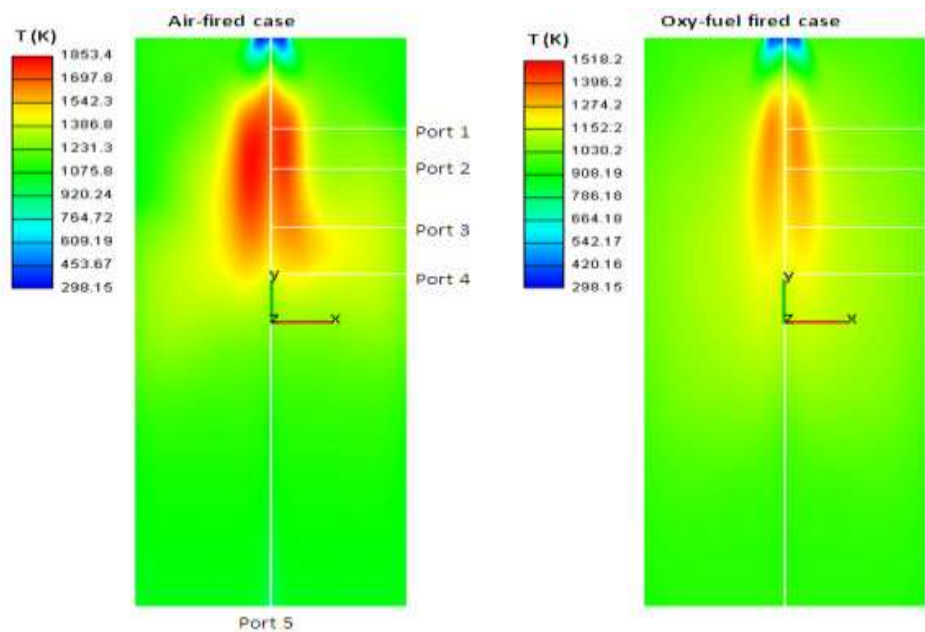 Air-fired case
T (K)
1853.4
1697.8
1542.3
1386.8
1231.3
1075.8
920.24
764.72
609.19
453.67
298.15
Port 1
Port 2
Port 3
Port 4
y
z
x
Port 5
Oxy-fuel fired case
T (K)
1518.2
1396.2
1274.2
1152.2
1030.2
908.19
786.18
664.18
542.17
420.16
298.15
y
z
x